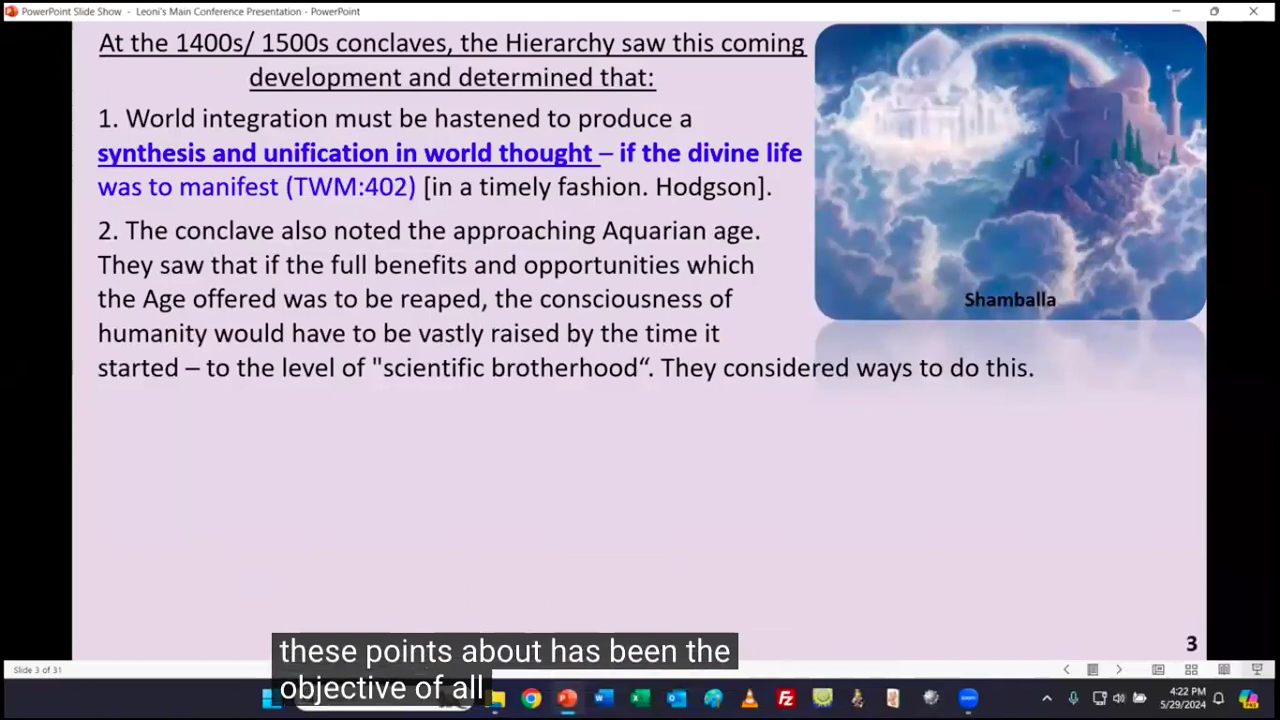 PowerPoint Slide Show - Leoni's Main Conference Presentation - PowerPoint
At the 1400s/ 1500s conclaves, the Hierarchy saw this coming
development and determined that:
1. World integration must be hastened to produce a
synthesis and unification in world thought – if the divine life
was to manifest (TWM:402) [in a timely fashion. Hodgson].
2. The conclave also noted the approaching Aquarian age.
They saw that if the full benefits and opportunities which
the Age offered was to be reaped, the consciousness of
humanity would have to be vastly raised by the time it
started – to the level of "scientific brotherhood“. They considered ways to do this.
Shamballa
3
these points about has been the
objective of all
Slide 3 of 31
4:22 PM
5/29/2024